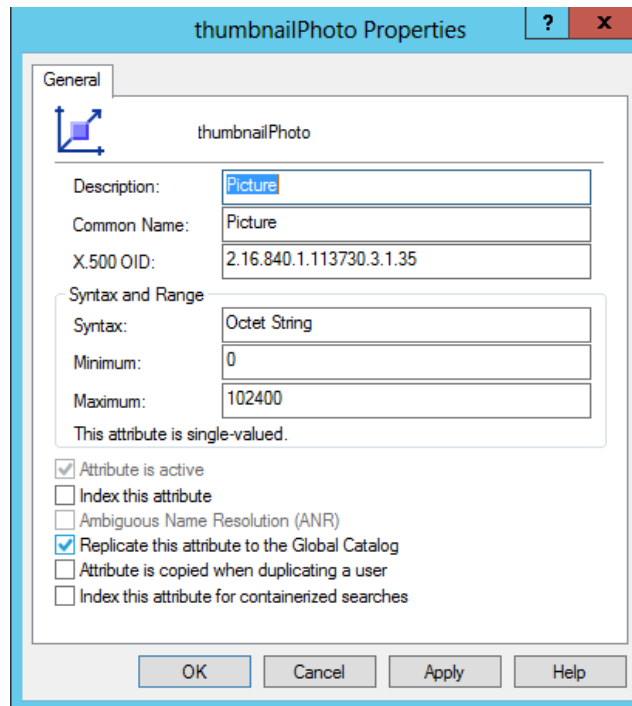 thumbnailPhoto Properties
? x
General
thumbnailPhoto
Description: Picture
Common Name: Picture
X.500 OID: 2.16.840.1.113730.3.1.35
Syntax and Range
Syntax: Octet String
Minimum: 0
Maximum: 102400
This attribute is single-valued.
Attribute is active
Index this attribute
Ambiguous Name Resolution (ANR)
Replicate this attribute to the Global Catalog
Attribute is copied when duplicating a user
Index this attribute for containerized searches
OK Cancel Apply Help